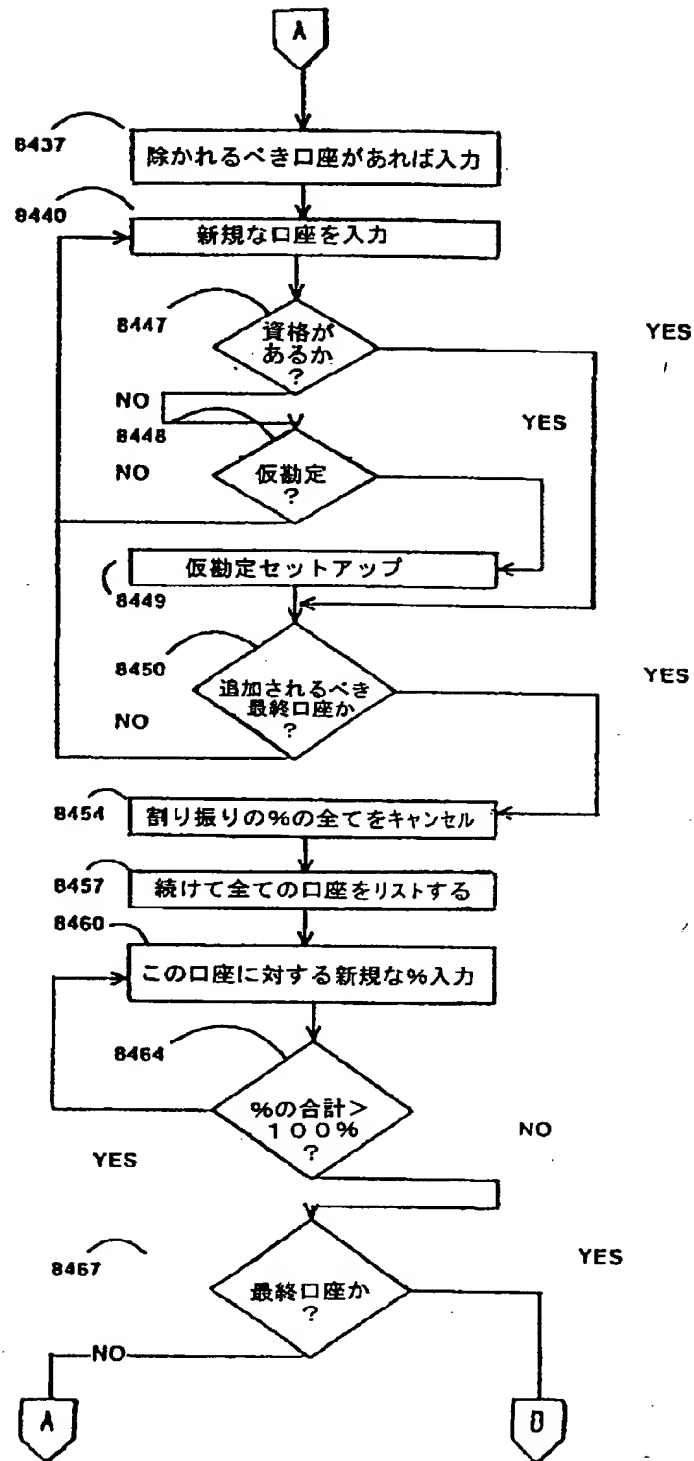 A
8437
除かれるべき口座があれば入力
8440
新規な口座を入力
8447
資格が
あるか
?
YES
NO
YES
8448
NO
仮勘定
?
仮勘定セットアップ
8449
8450
追加されるべき
最終口座か
?
YES
NO
8454
割り振りの%の全てをキャンセル
8457
続けて全ての口座をリストする
8460
この口座に対する新規な%入力
8464
%の合計>
100%
?
NO
YES
8467
最終口座か
?
YES
NO
A